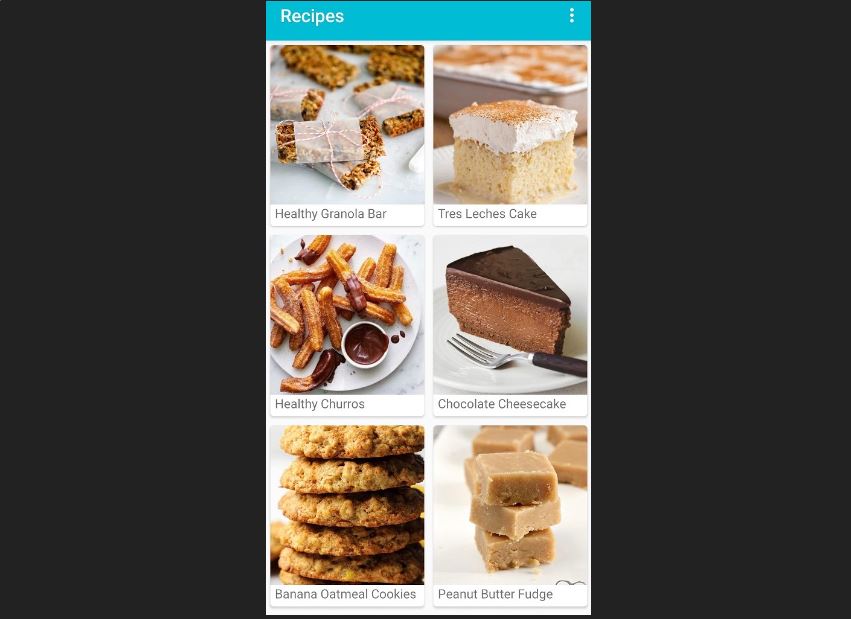 Recipes
Healthy Granola Bar
Tres Leches Cake
Healthy Churros
Chocolate Cheesecake
Banana Oatmeal Cookies
Peanut Butter Fudge